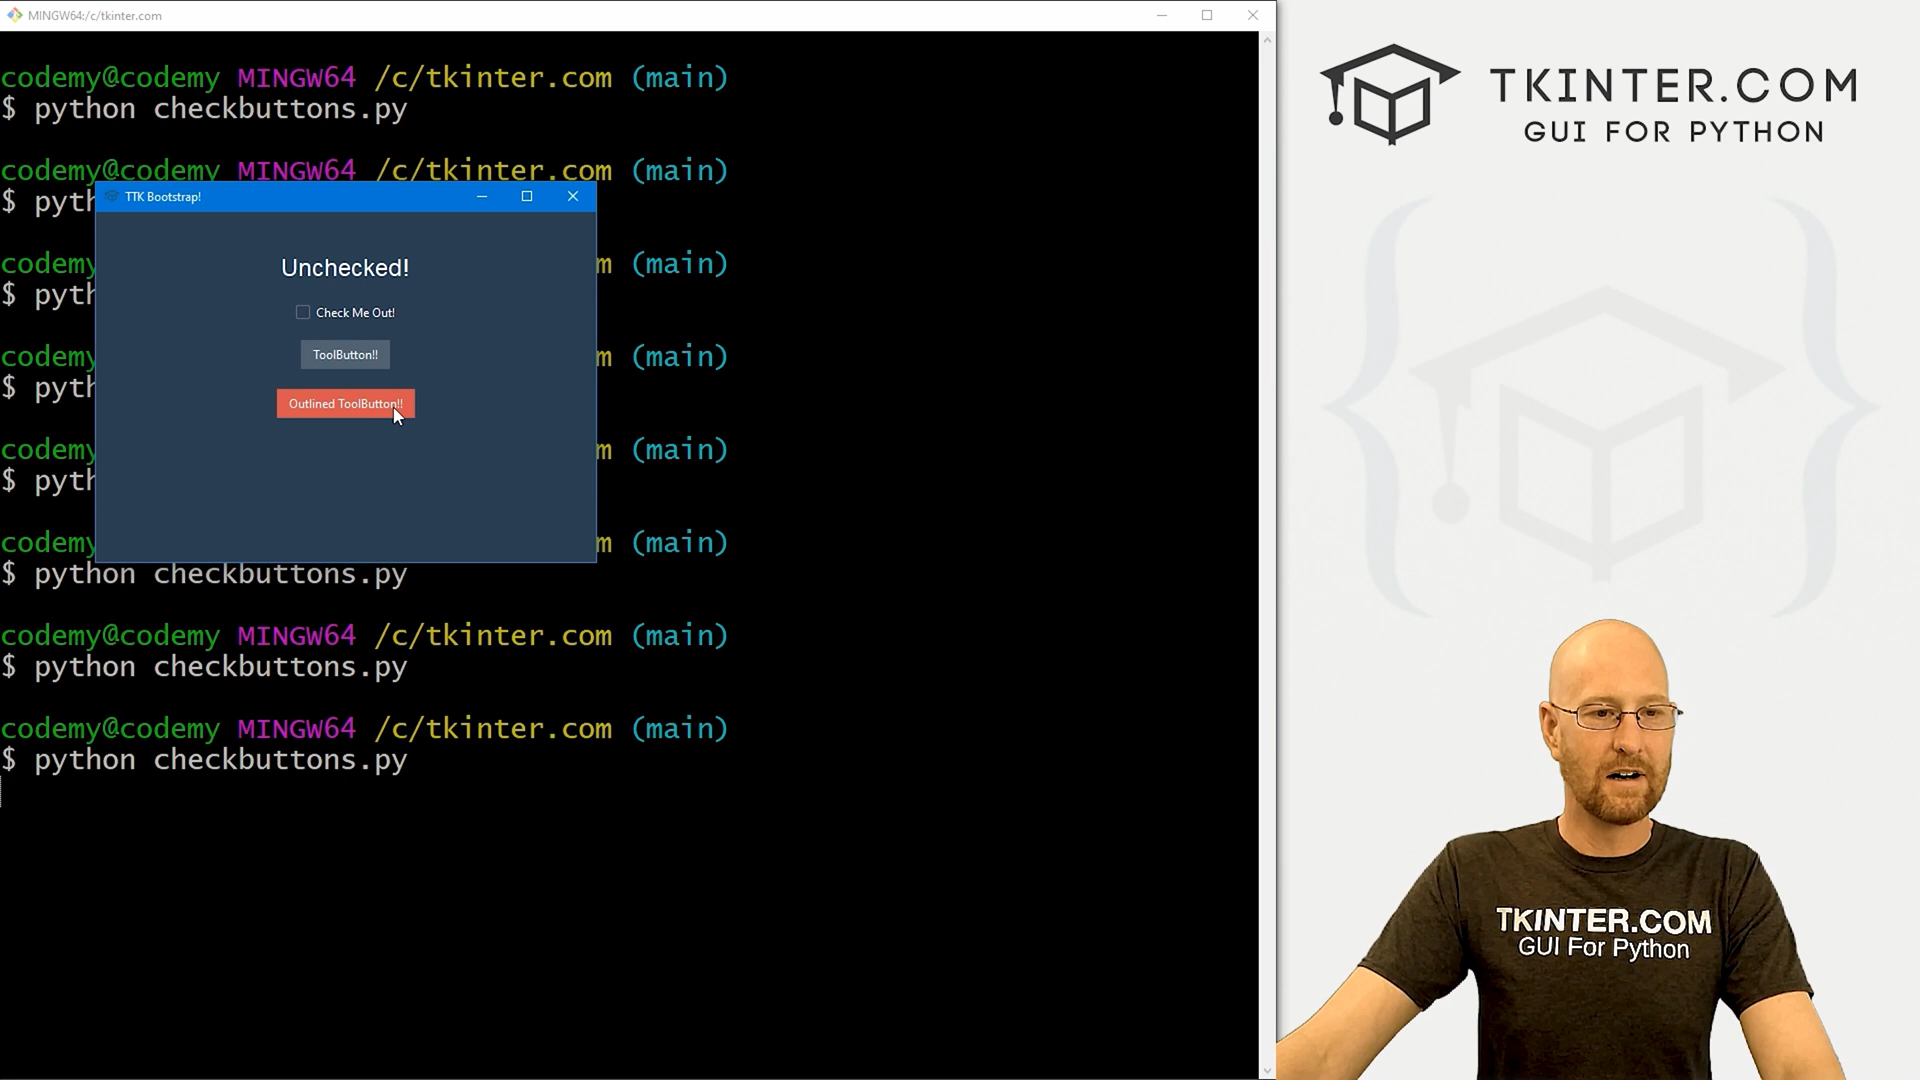 MINGW64:/c/tkinter.com
codemy@codemy MINGW64 /c/tkinter.com (main)
$ python checkbuttons.py
codemy@codemy MINGW64 /c/tkinter.com (main)
$ pyth
TTK Bootstrap!
codemy m (main)
$ pyth
Unchecked!
Check Me Out!
codemy m (main)
ToolButton!!
$ pyth
Outlined ToolButton!!
codemy m (main)
$ pyth
codemy m (main)
$ python checkbuttons.py
codemy@codemy MINGW64 /c/tkinter.com (main)
$ python checkbuttons.py
codemy@codemy MINGW64 /c/tkinter.com (main)
$ python checkbuttons.py
TKINTER.COM
GUI FOR PYTHON
TKINTER.COM
GUI For Python